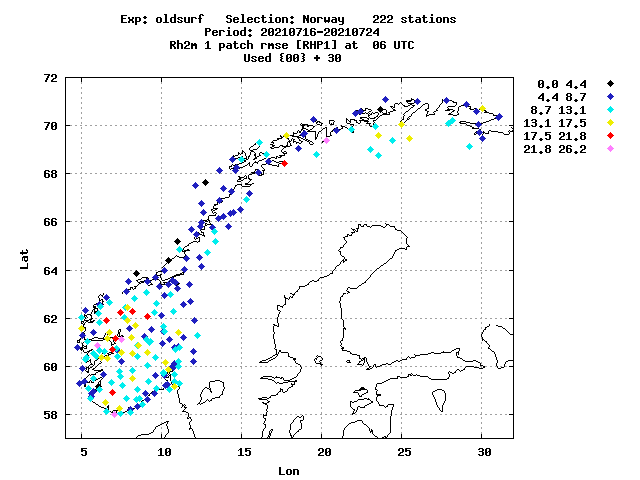 Exp: oldsurf   Selection: Norway    222 stations
Period: 20210716-20210724
Rh2m 1 patch rmse [RHP1] at  06 UTC
Used {00} + 30
72
70
68
66
64
62
60
58
Lat
5 10 15 20 25 30
Lon
0.0 4.4
4.4 8.7
8.7 13.1
13.1 17.5
17.5 21.8
21.8 26.2